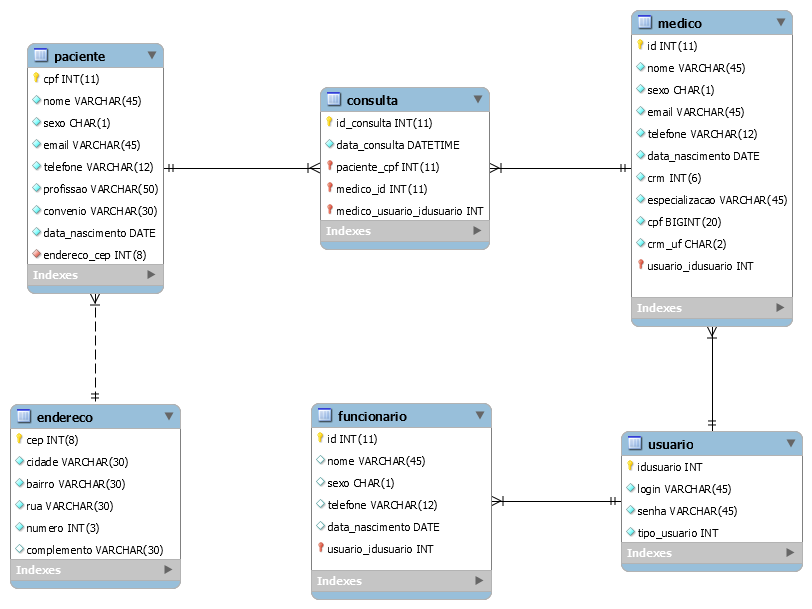 paciente
cpf INT(11)
nome VARCHAR(45)
sexo CHAR(1)
email VARCHAR(45)
telefone VARCHAR(12)
profissao VARCHAR(50)
convenio VARCHAR(30)
data_nascimento DATE
endereco_cep INT(8)
Indexes
consulta
id_consulta INT(11)
data_consulta DATETIME
paciente_cpf INT(11)
medico_id INT(11)
medico_usuario_idusuario INT
Indexes
medico
id INT(11)
nome VARCHAR(45)
sexo CHAR(1)
email VARCHAR(45)
telefone VARCHAR(12)
data_nascimento DATE
crm INT(6)
especializacao VARCHAR(45)
cpf BIGINT(20)
crm_uf CHAR(2)
usuario_idusuario INT
Indexes
endereco
cep INT(8)
cidade VARCHAR(30)
bairro VARCHAR(30)
rua VARCHAR(30)
numero INT(3)
complemento VARCHAR(30)
Indexes
funcionario
id INT(11)
nome VARCHAR(45)
sexo CHAR(1)
telefone VARCHAR(12)
data_nascimento DATE
usuario_idusuario INT
Indexes
usuario
idusuario INT
login VARCHAR(45)
senha VARCHAR(45)
tipo_usuario INT
Indexes